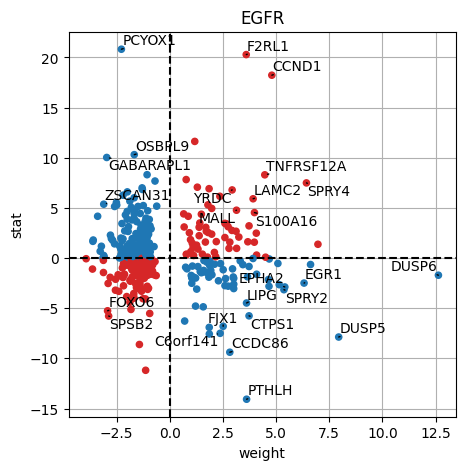 EGFR
PCYOX1
F2RL1
20
CCND1
15
OSBPL9
10
GABARAPL1
TNFRSF12A
LAMC2
SPRY4
ZSCAN31
YRDC
5
MALL
S100A16
stat
0
EPHA2
EGR1
DUSP6
FOXO6
LIPG
SPRY2
−5
SPSB2
FJX1
CTPS1
DUSP5
C6orf141
CCDC86
−10
PTHLH
−15
−2.5 0.0 2.5 5.0 7.5 10.0 12.5
weight